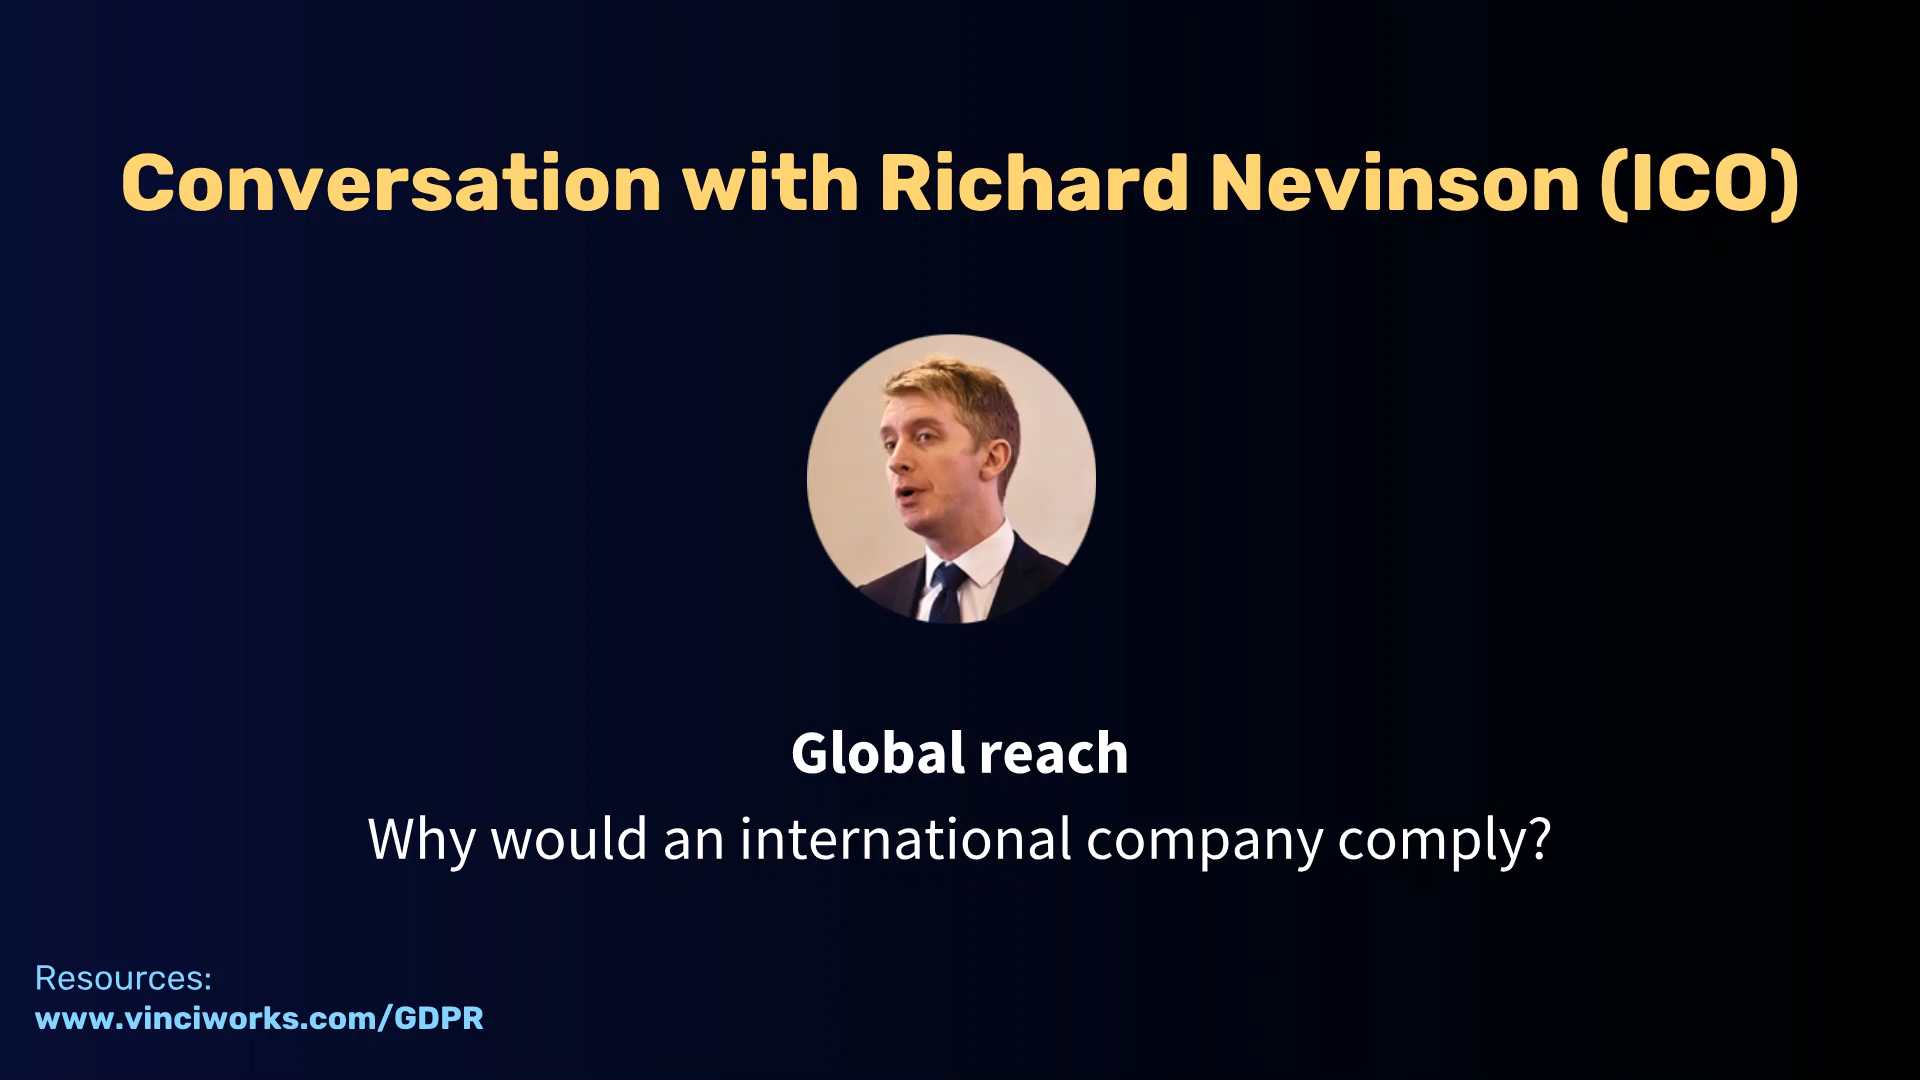 Conversation with Richard Nevinson (ICO)
Global reach
Why would an international company comply?
Resources:
www.vinciworks.com/GDPR